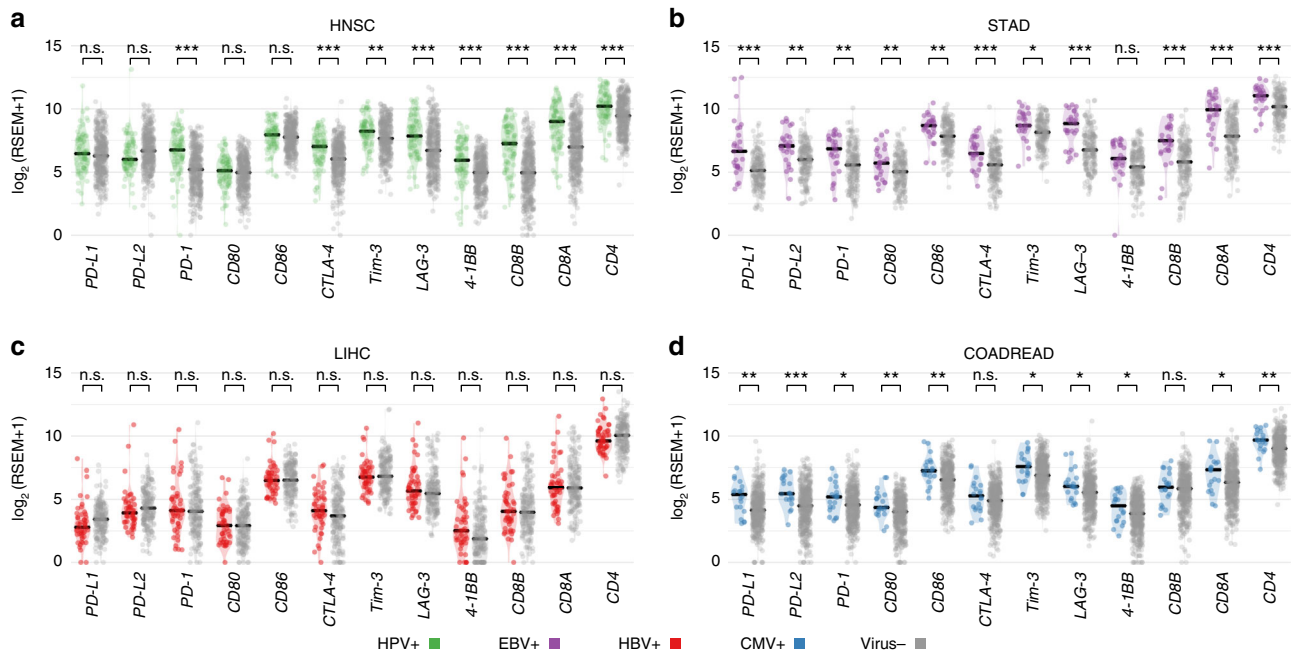 a
HNSC
n.s. n.s. *** n.s. n.s. *** ** *** *** *** *** ***
log2 (RSEM+1)
15
10
5
0
PD-L1 PD-L2 PD-1 CD80 CD86 CTLA-4 Tim-3 LAG-3 4-1BB CD8B CD8A CD4
b
STAD
*** ** ** ** ** *** * *** n.s. *** *** ***
log2 (RSEM+1)
15
10
5
0
PD-L1 PD-L2 PD-1 CD80 CD86 CTLA-4 Tim-3 LAG–3 4-1BB CD8B CD8A CD4
c
LIHC
n.s. n.s. n.s. n.s. n.s. n.s. n.s. n.s. n.s. n.s. n.s. n.s.
log2 (RSEM+1)
15
10
5
0
PD-L1 PD-L2 PD-1 CD80 CD86 CTLA-4 Tim-3 LAG-3 4-1BB CD8B CD8A CD4
d
COADREAD
** *** * ** ** n.s. * * * n.s. * **
log2 (RSEM+1)
15
10
5
0
PD-L1 PD-L2 PD-1 CD80 CD86 CTLA-4 Tim-3 LAG-3 4-1BB CD8B CD8A CD4
HPV+ EBV+ HBV+ CMV+ Virus–